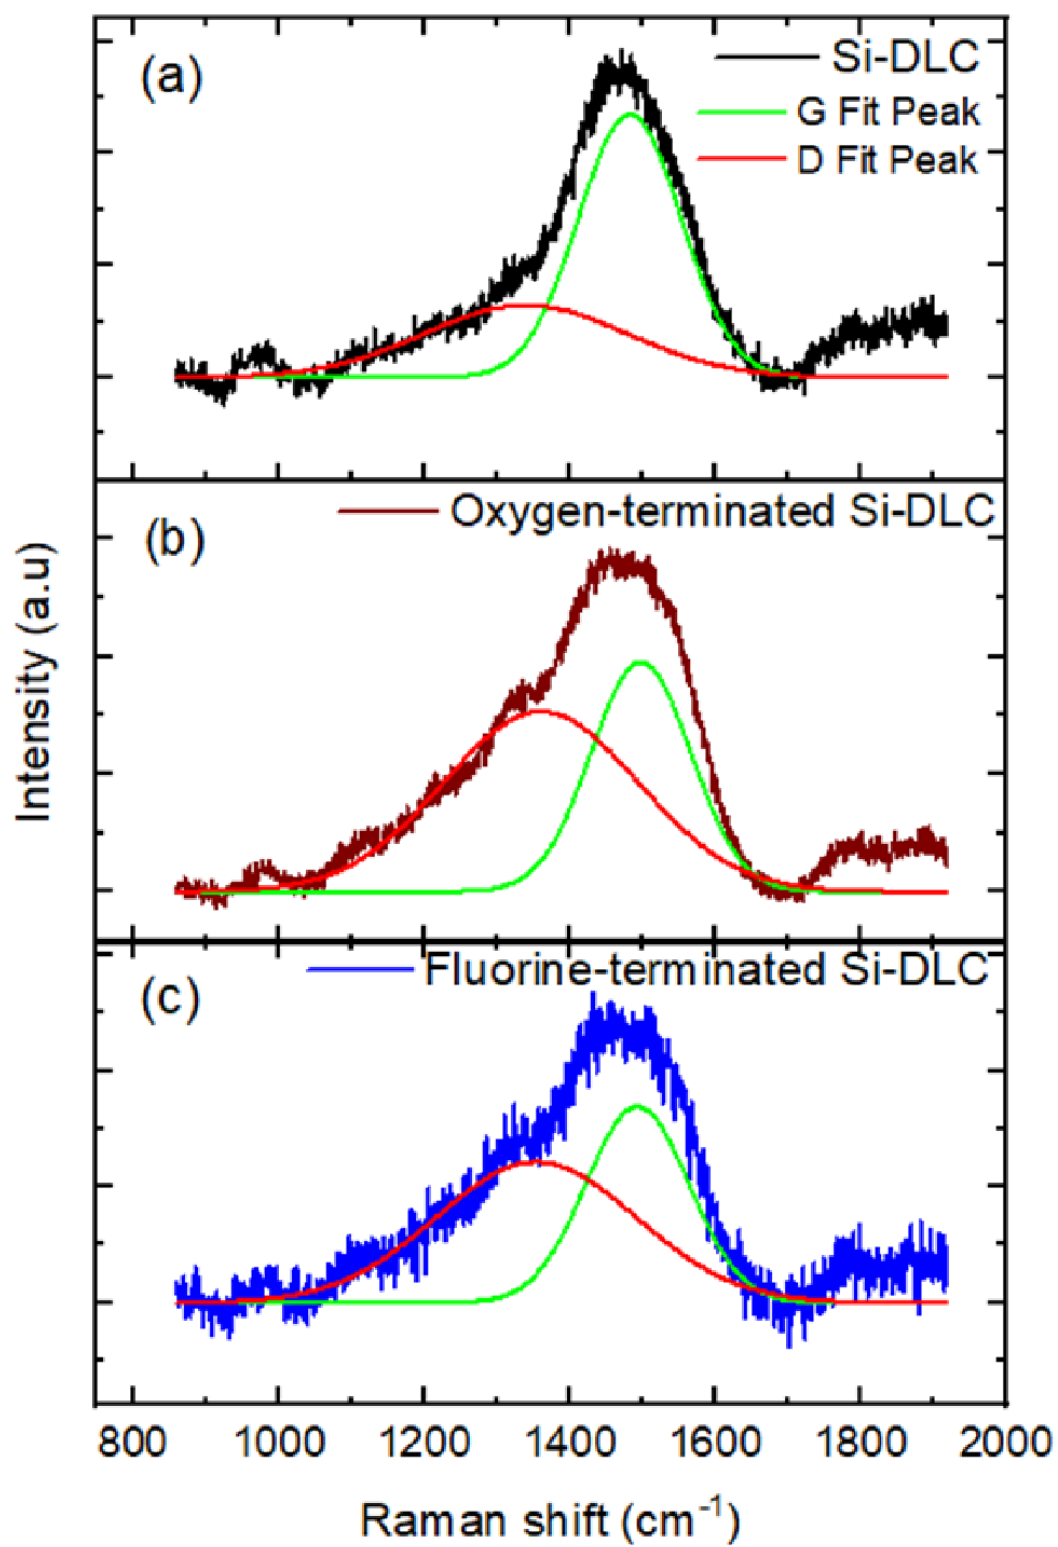 (a)
Si-DLC
G Fit Peak
D Fit Peak
(b)
Oxygen-terminated Si-DLC
(c)
Fluorine-terminated Si-DLC
Intensity (a.u)
800 1000 1200 1400 1600 1800 2000
Raman shift (cm⁻¹)